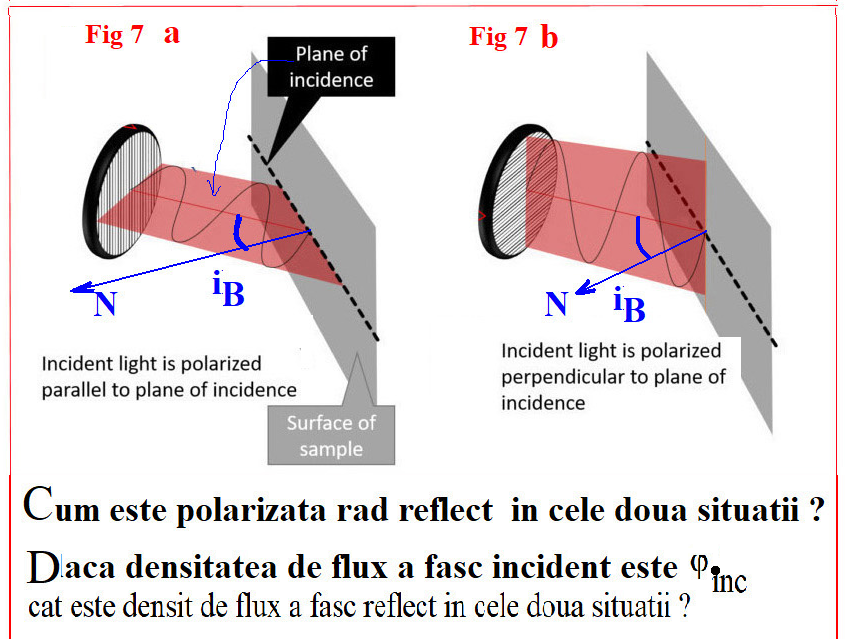 Fig 7 a
Plane of
incidence
Fig 7 b
N
iB
N
iB
Incident light is polarized
parallel to plane of incidence
Incident light is polarized
perpendicular to plane of
incidence
Surface of
sample
Cum este polarizata rad reflect in cele doua situatii ?
Daca densitatea de flux a fasc incident este φinc
cat este densit de flux a fasc reflect in cele doua situatii ?